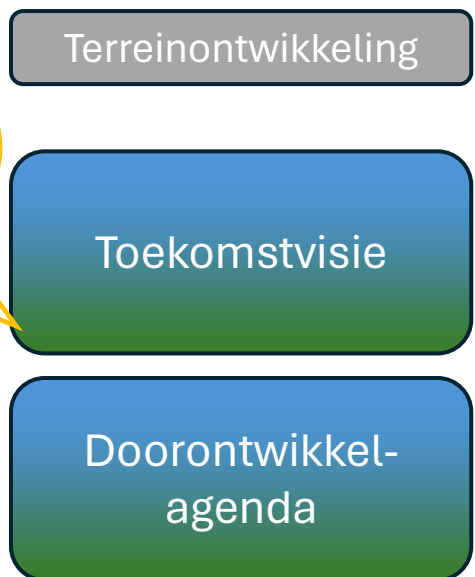 Terreinontwikkeling
Toekomstvisie
Doorontwikkel-
agenda